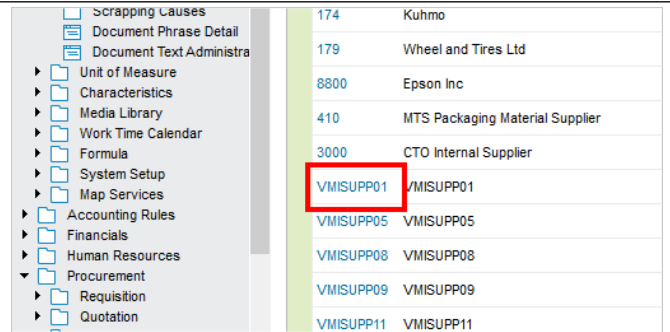 Scrapping Causes
Document Phrase Detail
Document Text Administra
Unit of Measure
Characteristics
Media Library
Work Time Calendar
Formula
System Setup
Map Services
Accounting Rules
Financials
Human Resources
Procurement
Requisition
Quotation
174 Kuhmo
179 Wheel and Tires Ltd
8800 Epson Inc
410 MTS Packaging Material Supplier
3000 CTO Internal Supplier
VMISUPP01 VMISUPP01
VMISUPP05 VMISUPP05
VMISUPP08 VMISUPP08
VMISUPP09 VMISUPP09
VMISUPP11 VMISUPP11